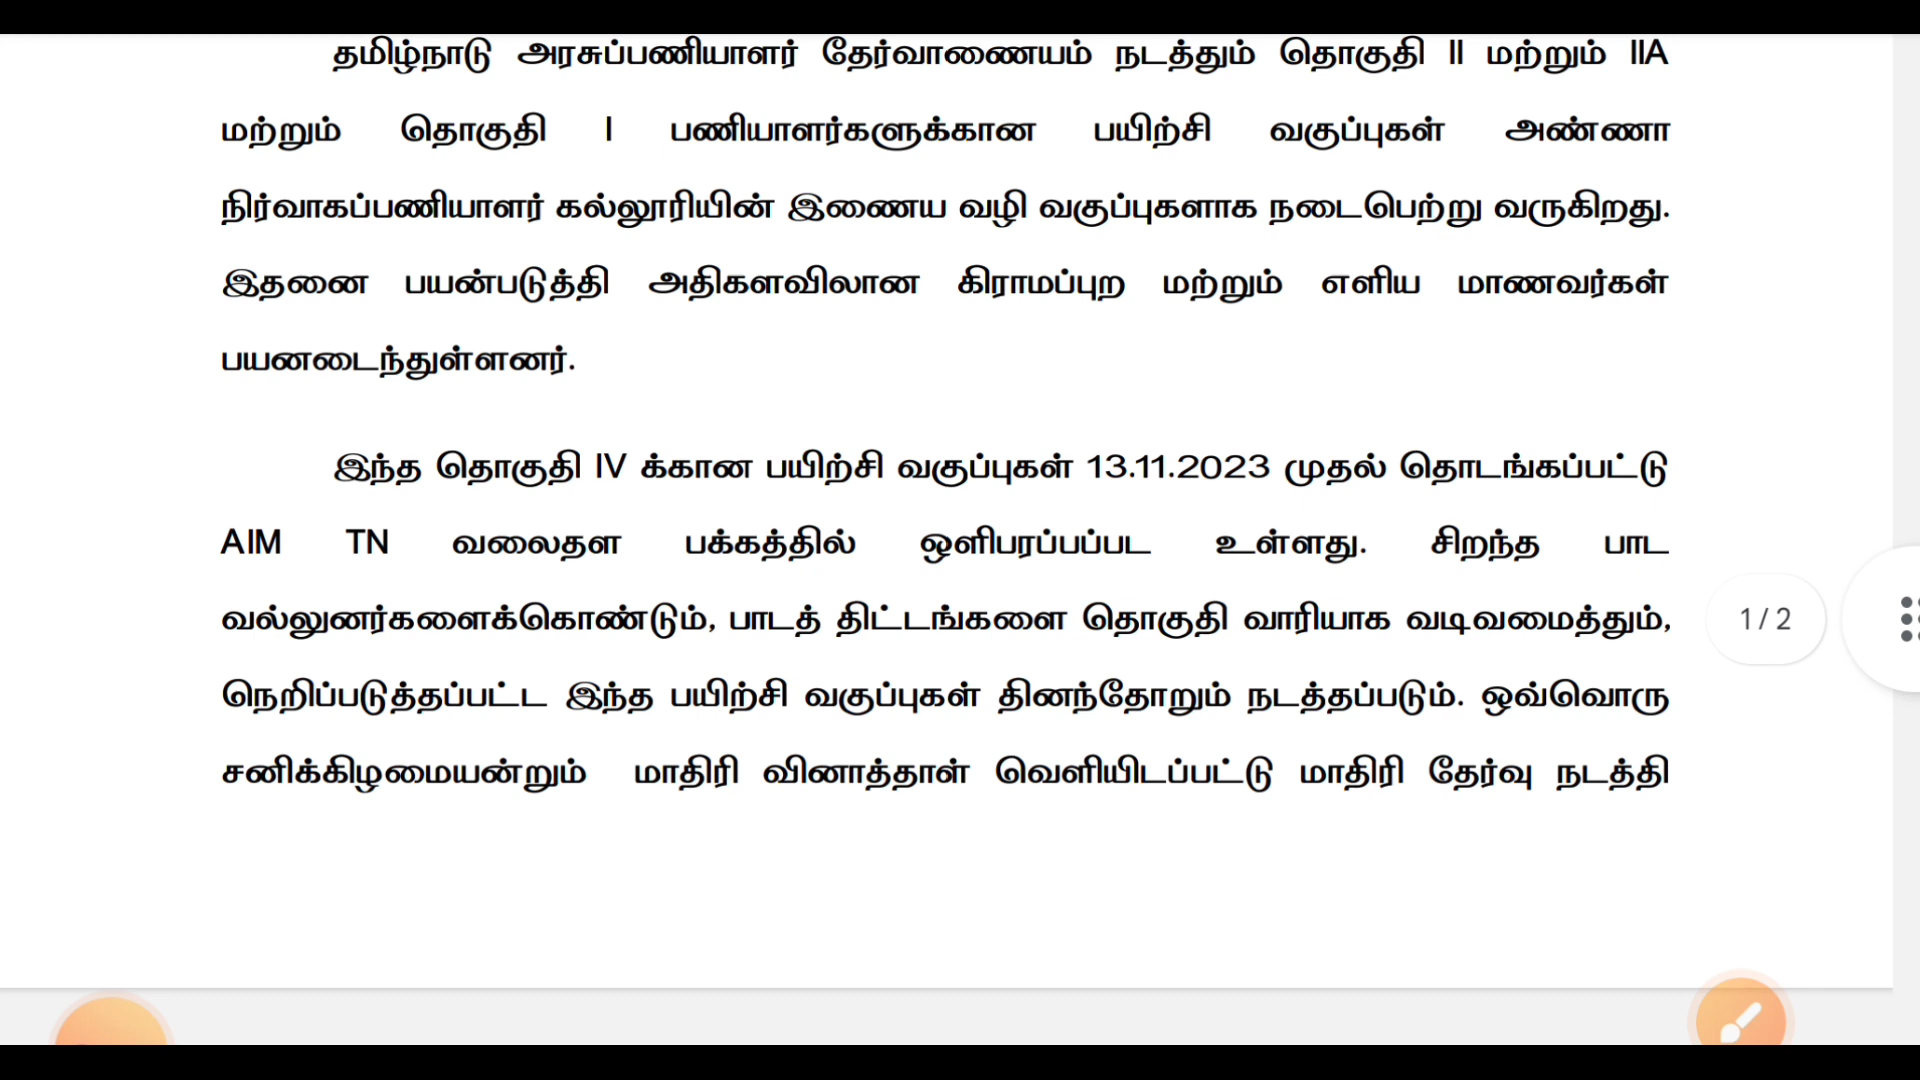 தமிழ்நாடு அரசுப்பணியாளர் தேர்வாணையம் நடத்தும் தொகுதி II மற்றும் IIA
மற்றும் தொகுதி I பணியாளர்களுக்கான பயிற்சி வகுப்புகள் அண்ணா
நிர்வாகப்பணியாளர் கல்லூரியின் இணைய வழி வகுப்புகளாக நடைபெற்று வருகிறது.
இதனை பயன்படுத்தி அதிகளவிலான கிராமப்புற மற்றும் எளிய மாணவர்கள்
பயனடைந்துள்ளனர்.
இந்த தொகுதி IV க்கான பயிற்சி வகுப்புகள் 13.11.2023 முதல் தொடங்கப்பட்டு
AIM TN வலைதள பக்கத்தில் ஒளிபரப்பப்பட உள்ளது. சிறந்த பாட
வல்லுனர்களைக்கொண்டும், பாடத் திட்டங்களை தொகுதி வாரியாக வடிவமைத்தும்,
நெறிப்படுத்தப்பட்ட இந்த பயிற்சி வகுப்புகள் தினந்தோறும் நடத்தப்படும். ஒவ்வொரு
சனிக்கிழமையன்றும் மாதிரி வினாத்தாள் வெளியிடப்பட்டு மாதிரி தேர்வு நடத்தி
1 / 2